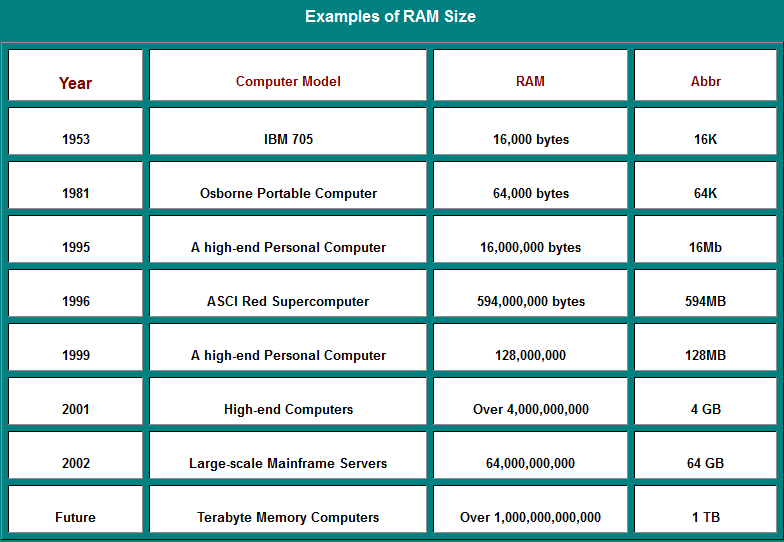 Examples of RAM Size
Year Computer Model RAM Abbr
1953 IBM 705 16,000 bytes 16K
1981 Osborne Portable Computer 64,000 bytes 64K
1995 A high-end Personal Computer 16,000,000 bytes 16Mb
1996 ASCI Red Supercomputer 594,000,000 bytes 594MB
1999 A high-end Personal Computer 128,000,000 128MB
2001 High-end Computers Over 4,000,000,000 4 GB
2002 Large-scale Mainframe Servers 64,000,000,000 64 GB
Future Terabyte Memory Computers Over 1,000,000,000,000 1 TB